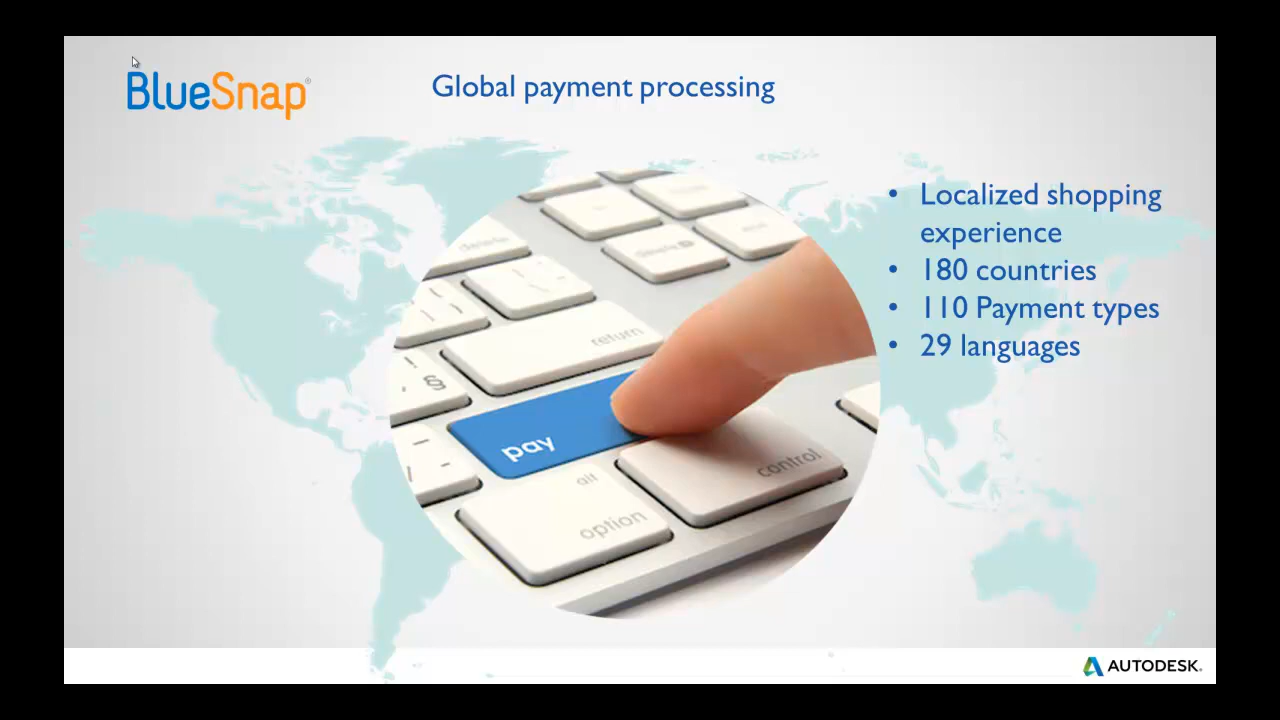 BlueSnap®
Global payment processing
• Localized shopping
experience
• 180 countries
• 110 Payment types
• 29 languages
delete
return
§
pay
control
alt
option
AUTODESK.